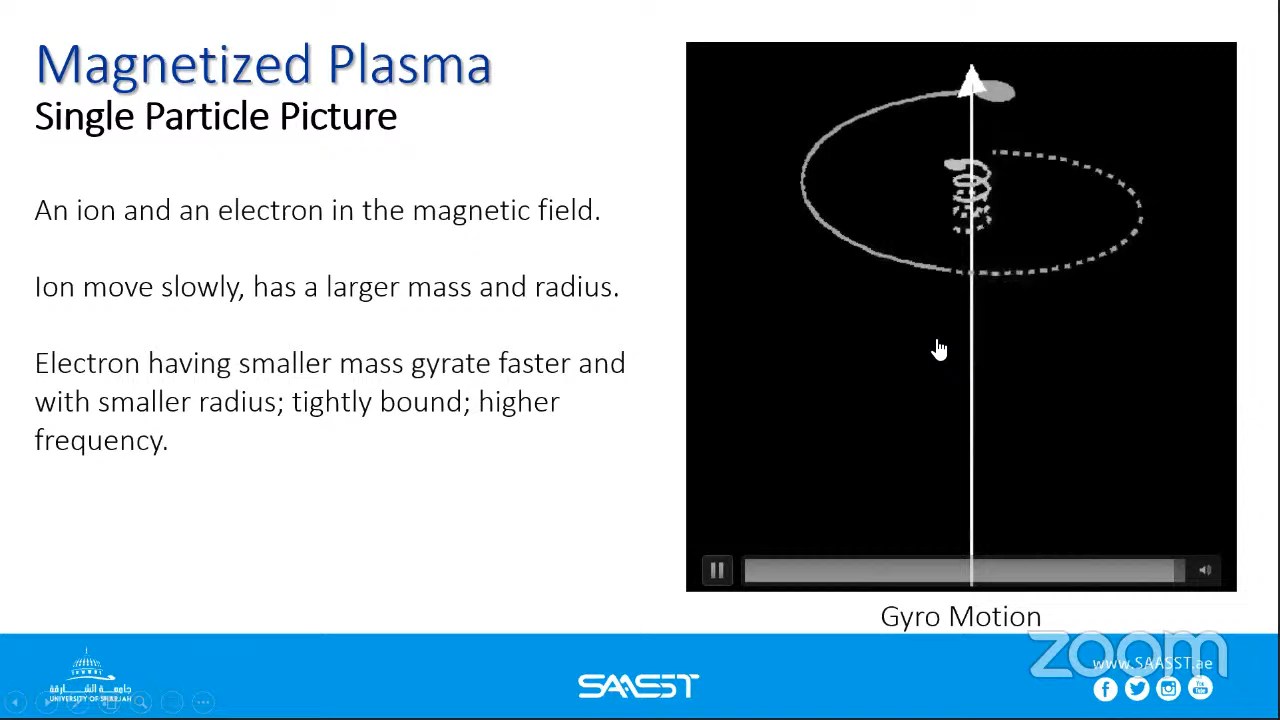 Magnetized Plasma
Single Particle Picture
An ion and an electron in the magnetic field.
Ion move slowly, has a larger mass and radius.
Electron having smaller mass gyrate faster and
with smaller radius; tightly bound; higher
frequency.
Gyro Motion
zoom
www.SAASST.ae
جامعة الشارقة
UNIVERSITY OF SHARJAH
SAASST
You
Tube